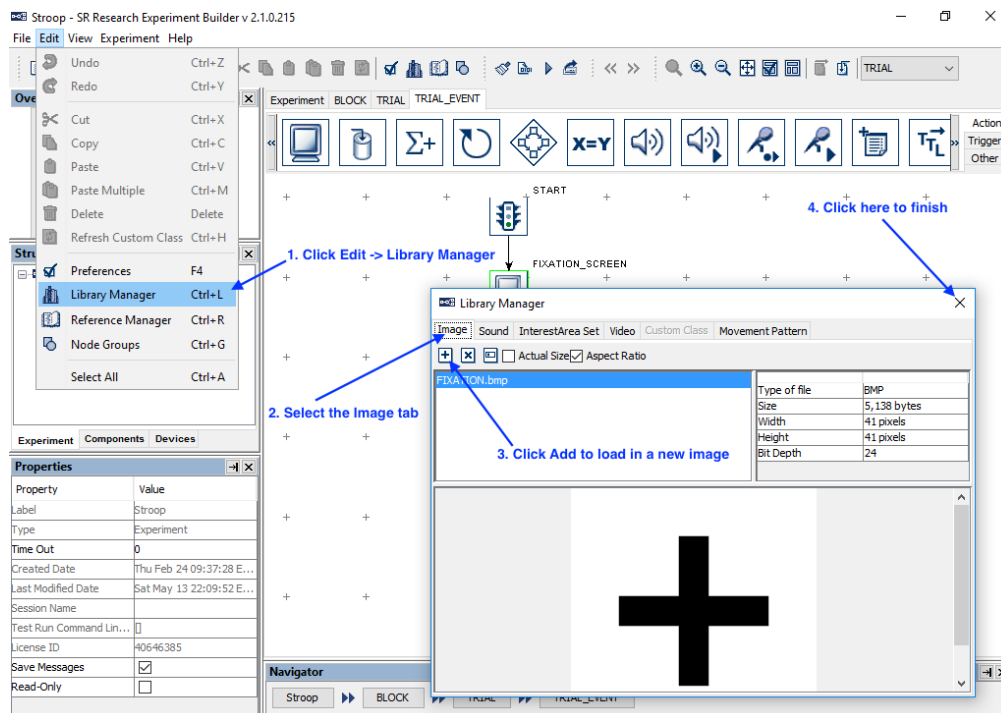 Stroop - SR Research Experiment Builder v 2.1.0.215
File Edit View Experiment Help
Undo Ctrl+Z
Redo Ctrl+Y
Cut Ctrl+X
Copy Ctrl+C
Paste Ctrl+V
Paste Multiple Ctrl+M
Delete Delete
Refresh Custom Class Ctrl+H
Preferences F4
Library Manager Ctrl+L
Reference Manager Ctrl+R
Node Groups Ctrl+G
Select All Ctrl+A
TRIAL
Ove
Experiment BLOCK TRIAL TRIAL_EVENT
Σ+ X=Y TTL
Action
Trigger
Other
START
4. Click here to finish
Stru
1. Click Edit -> Library Manager
FIXATION_SCREEN
Library Manager
Image Sound InterestArea Set Video Custom Class Movement Pattern
Actual Size Aspect Ratio
FIXATION.bmp
Type of file BMP
Size 5,138 bytes
Width 41 pixels
Height 41 pixels
Bit Depth 24
2. Select the Image tab
3. Click Add to load in a new image
Experiment Components Devices
Properties
Property Value
Label Stroop
Type Experiment
Time Out 0
Created Date Thu Feb 24 09:37:28 E...
Last Modified Date Sat May 13 22:09:52 E...
Session Name
Test Run Command Lin... []
License ID 40646385
Save Messages
Read-Only
Navigator
Stroop BLOCK TRIAL TRIAL_EVENT